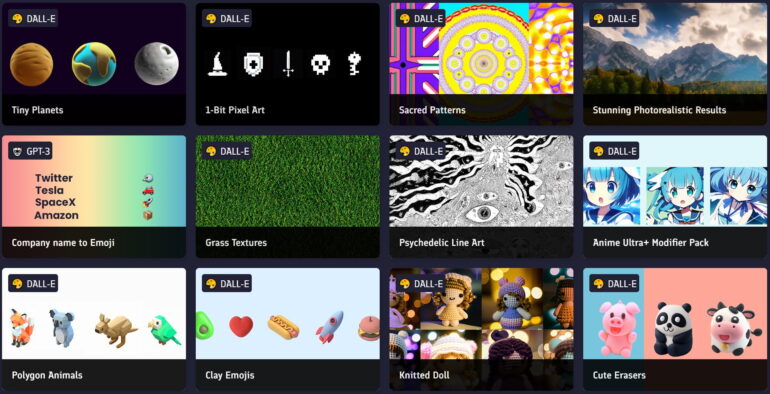 DALL-E
Tiny Planets
DALL-E
1-Bit Pixel Art
DALL-E
Sacred Patterns
DALL-E
Stunning Photorealistic Results
GPT-3
Twitter
Tesla
SpaceX
Amazon
Company name to Emoji
DALL-E
Grass Textures
DALL-E
Psychedelic Line Art
DALL-E
Anime Ultra+ Modifier Pack
DALL-E
Polygon Animals
DALL-E
Clay Emojis
DALL-E
Knitted Doll
DALL-E
Cute Erasers